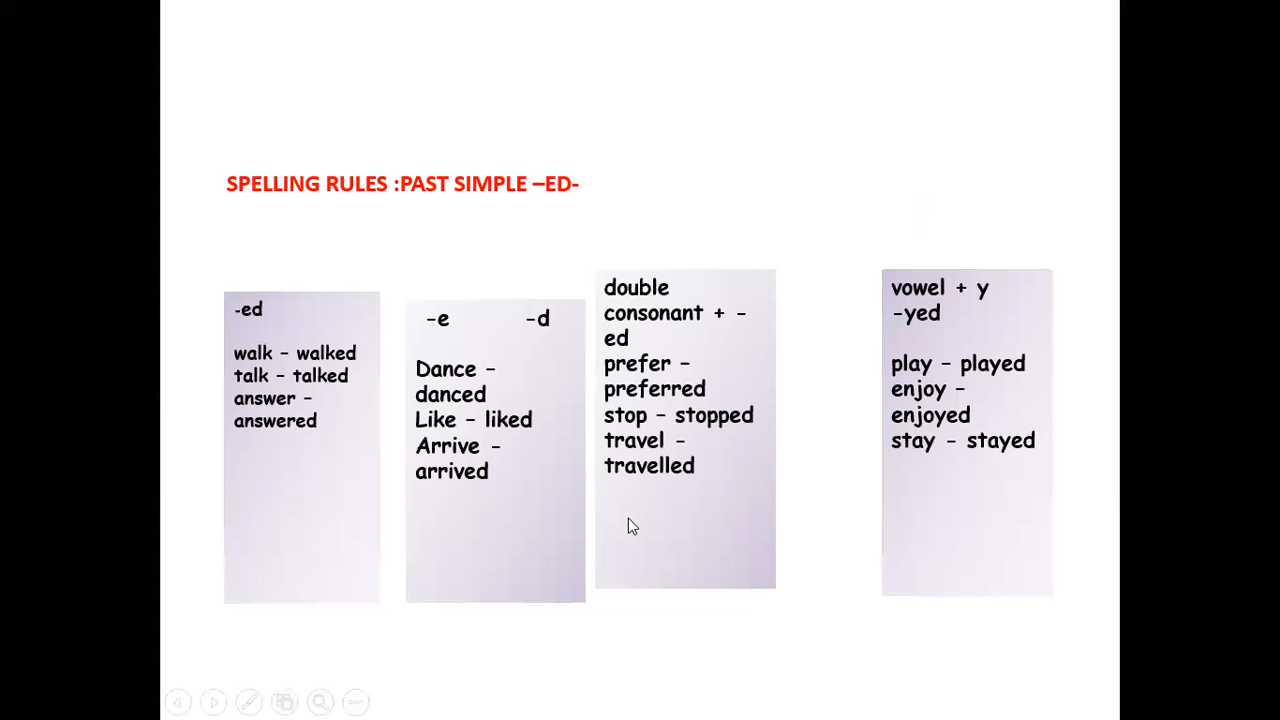 SPELLING RULES :PAST SIMPLE –ED-
-ed
walk – walked
talk – talked
answer –
answered
-e -d
Dance –
danced
Like – liked
Arrive –
arrived
double
consonant + -
ed
prefer –
preferred
stop – stopped
travel –
travelled
vowel + y
-yed
play – played
enjoy –
enjoyed
stay – stayed